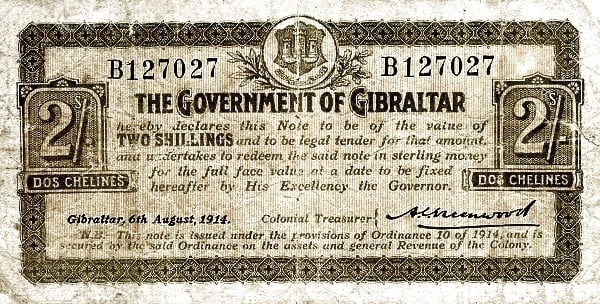 B127027 B127027
THE GOVERNMENT OF GIBRALTAR
hereby declares this Note to be of the value of
TWO SHILLINGS and to be legal tender for that amount,
and undertakes to redeem the said note in sterling money
for the full face value at a date to be fixed
hereafter by His Excellency the Governor.
2/S 2/S
DOS CHELINES DOS CHELINES
Gibraltar, 6th August, 1914. Colonial Treasurer { A. Greenwood
N.B. This note is issued under the provisions of Ordinance 10 of 1914, and is
secured by the said Ordinance on the assets and general Revenue of the Colony.